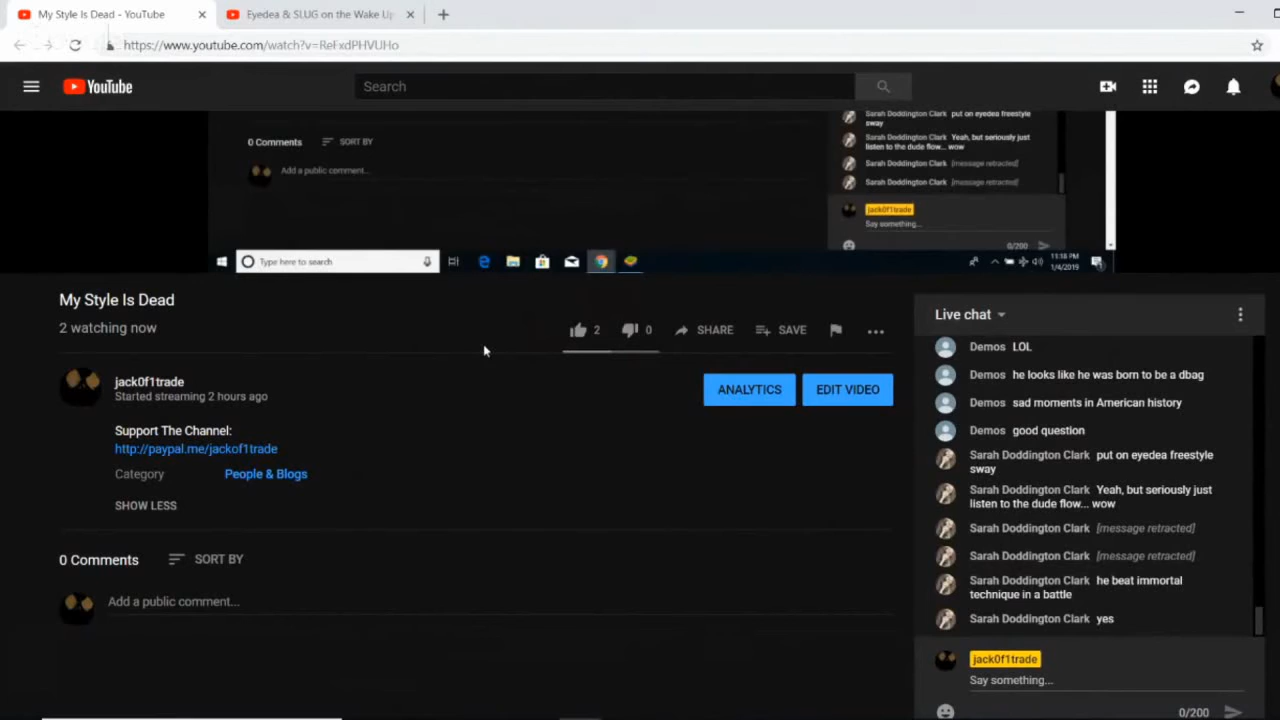 My Style Is Dead - YouTube
Eyedea & SLUG on the Wake Up
https://www.youtube.com/watch?v=ReFxdPHVUHo
YouTube
Search
0 Comments
SORT BY
Add a public comment...
Sarah Doddington Clark put on eyedea freestyle
sway
Sarah Doddington Clark Yeah, but seriously just
listen to the dude flow... wow
Sarah Doddington Clark [message retracted]
Sarah Doddington Clark [message retracted]
jack0f1trade
Say something...
0/200
Type here to search
11:18 PM
1/4/2019
My Style Is Dead
2 watching now
2
0
SHARE
SAVE
jack0f1trade
Started streaming 2 hours ago
ANALYTICS
EDIT VIDEO
Support The Channel:
http://paypal.me/jackof1trade
Category
People & Blogs
SHOW LESS
0 Comments
SORT BY
Add a public comment...
Live chat
Demos LOL
Demos he looks like he was born to be a dbag
Demos sad moments in American history
Demos good question
Sarah Doddington Clark put on eyedea freestyle
sway
Sarah Doddington Clark Yeah, but seriously just
listen to the dude flow... wow
Sarah Doddington Clark [message retracted]
Sarah Doddington Clark [message retracted]
Sarah Doddington Clark he beat immortal
technique in a battle
Sarah Doddington Clark yes
jack0f1trade
Say something...
0/200